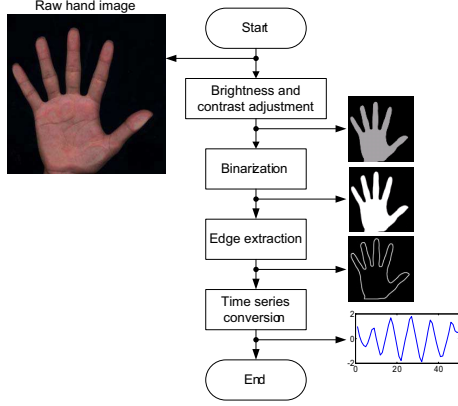 Raw hand image
Start
Brightness and
contrast adjustment
Binarization
Edge extraction
Time series
conversion
2
0
-2
0
20
40
End